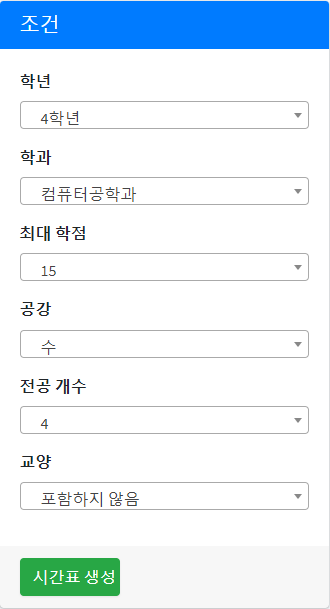 조건
학년
4학년
학과
컴퓨터공학과
최대 학점
15
공강
수
전공 개수
4
교양
포함하지 않음
시간표 생성